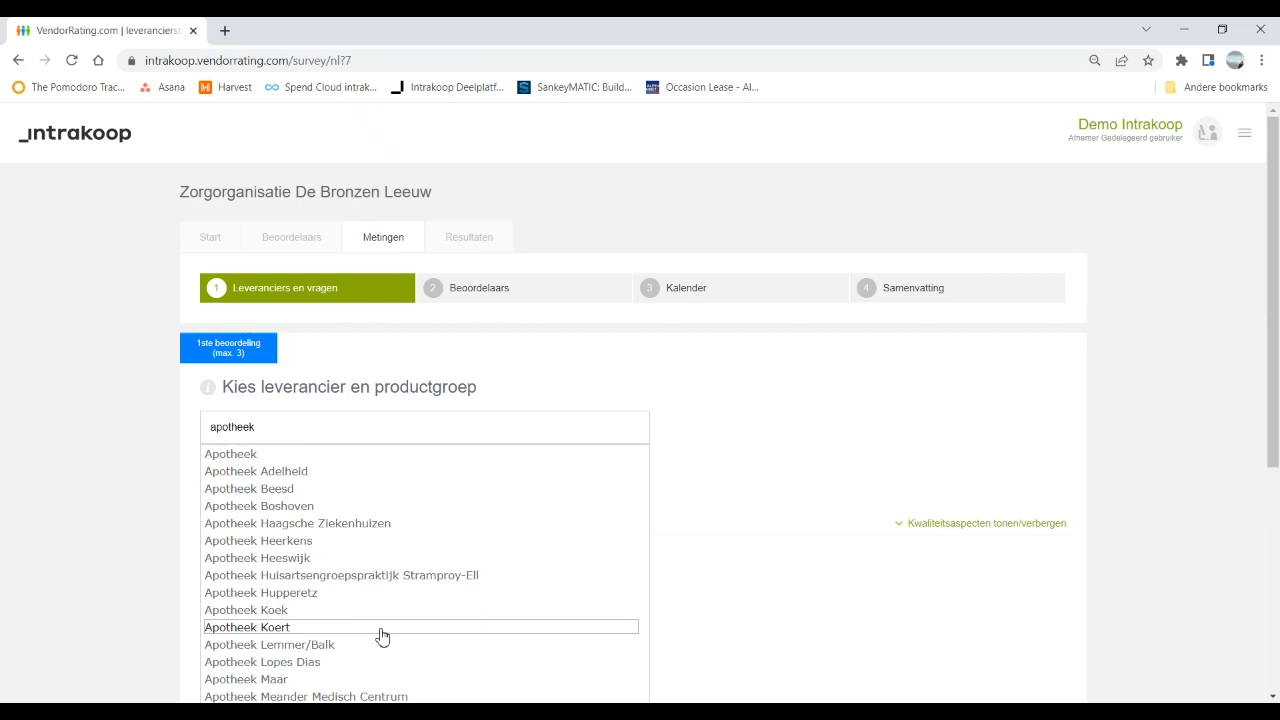 VendorRating.com | leveranciers
intrakoop.vendorrating.com/survey/nl?7
The Pomodoro Trac...
Asana
Harvest
Spend Cloud intrak...
Intrakoop Deelplatf...
SankeyMATIC: Build...
Occasion Lease - Al...
Andere bookmarks
_intrakoop
Demo Intrakoop
Afnemer Gedelegeerd gebruiker
Zorgorganisatie De Bronzen Leeuw
Start
Beoordelaars
Metingen
Resultaten
1 Leveranciers en vragen
2 Beoordelaars
3 Kalender
4 Samenvatting
1ste beoordeling
(max. 3)
Kies leverancier en productgroep
apotheek
Apotheek
Apotheek Adelheid
Apotheek Beesd
Apotheek Boshoven
Apotheek Haagsche Ziekenhuizen
Kwaliteitsaspecten tonen/verbergen
Apotheek Heerkens
Apotheek Heeswijk
Apotheek Huisartsengroepspraktijk Stramproy-Ell
Apotheek Hupperetz
Apotheek Koek
Apotheek Koert
Apotheek Lemmer/Balk
Apotheek Lopes Dias
Apotheek Maar
Apotheek Meander Medisch Centrum